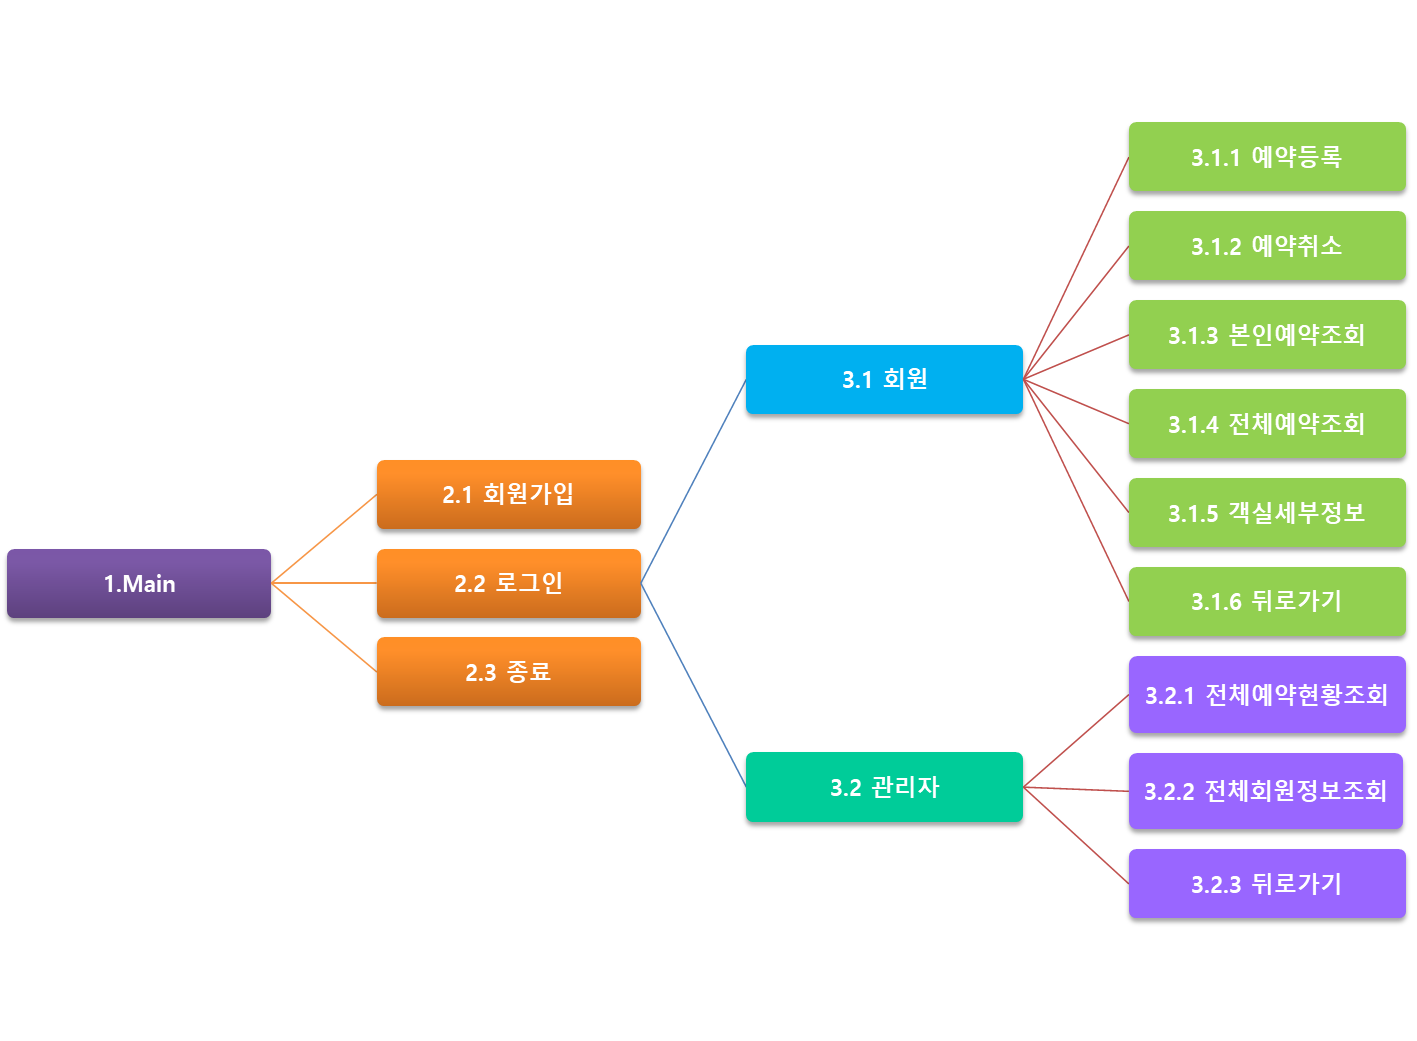 1.Main
2.1 회원가입
2.2 로그인
2.3 종료
3.1 회원
3.2 관리자
3.1.1 예약등록
3.1.2 예약취소
3.1.3 본인예약조회
3.1.4 전체예약조회
3.1.5 객실세부정보
3.1.6 뒤로가기
3.2.1 전체예약현황조회
3.2.2 전체회원정보조회
3.2.3 뒤로가기